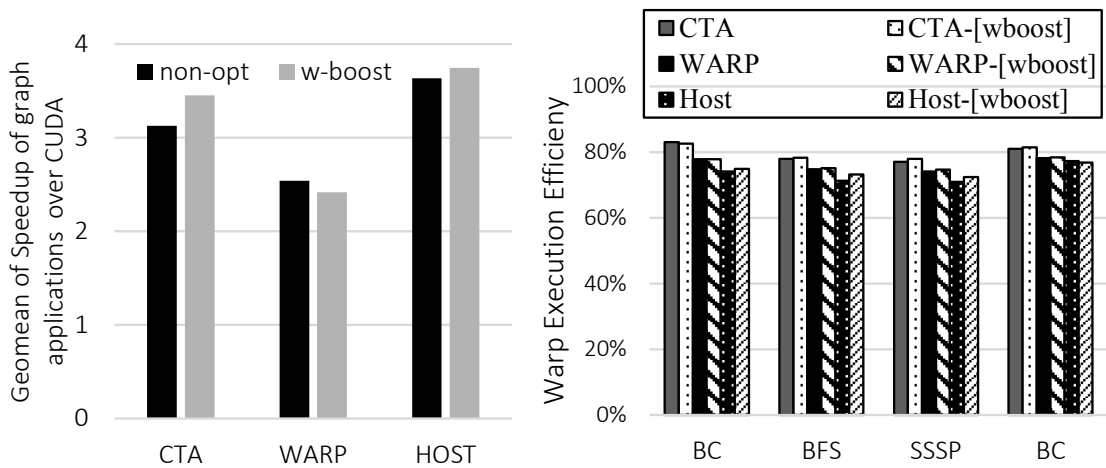 Geomean of Speedup of graph
applications over CUDA
4
3
2
1
0
non-opt
w-boost
CTA
WARP
HOST
Warp Execution Efficieny
CTA
CTA-[wboost]
WARP
WARP-[wboost]
Host
Host-[wboost]
100%
80%
60%
40%
20%
0%
BC
BFS
SSSP
BC